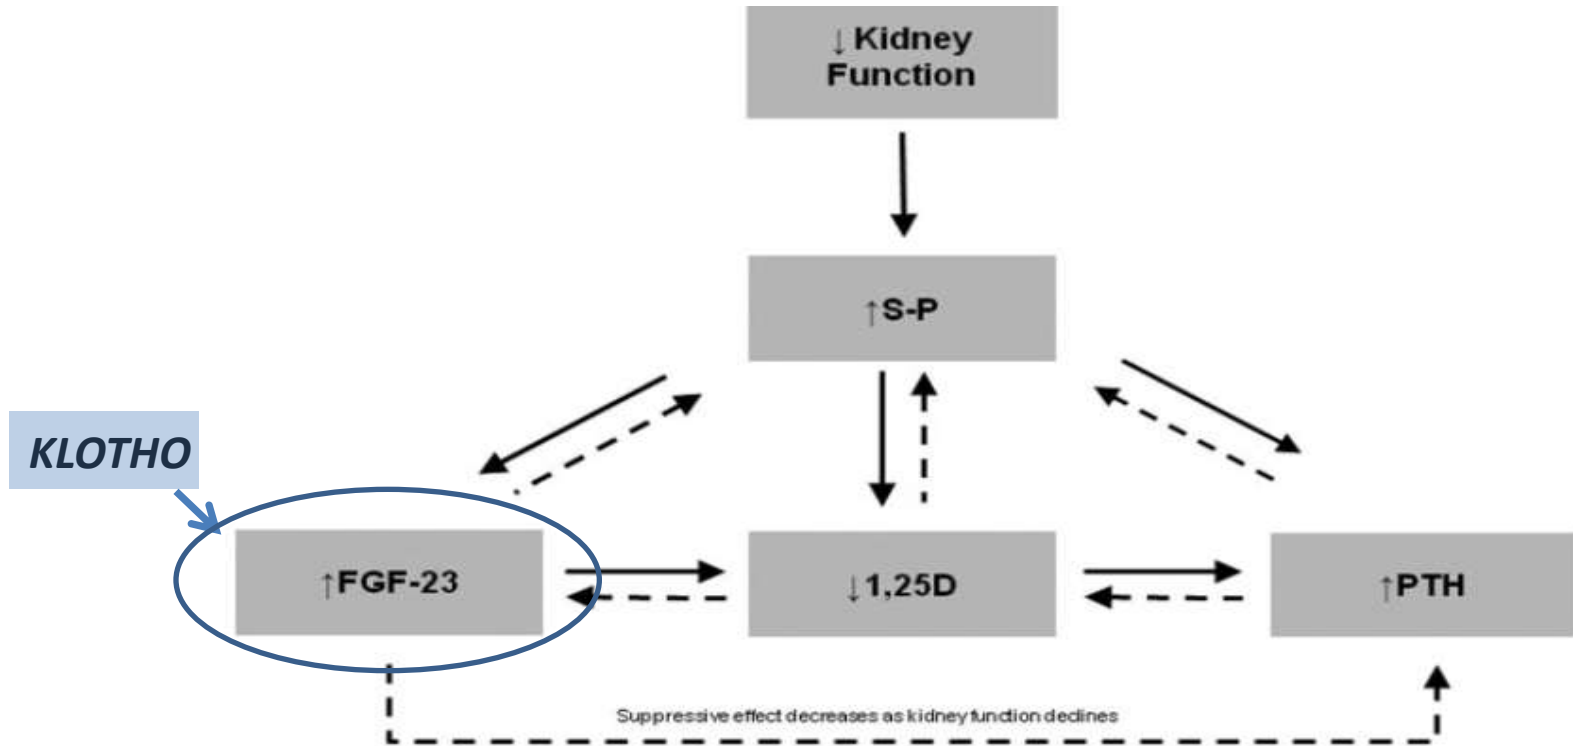 ↓Kidney
Function
↑S-P
KLOTHO
↑FGF-23
↓1,25D
↑PTH
Suppressive effect decreases as kidney function declines